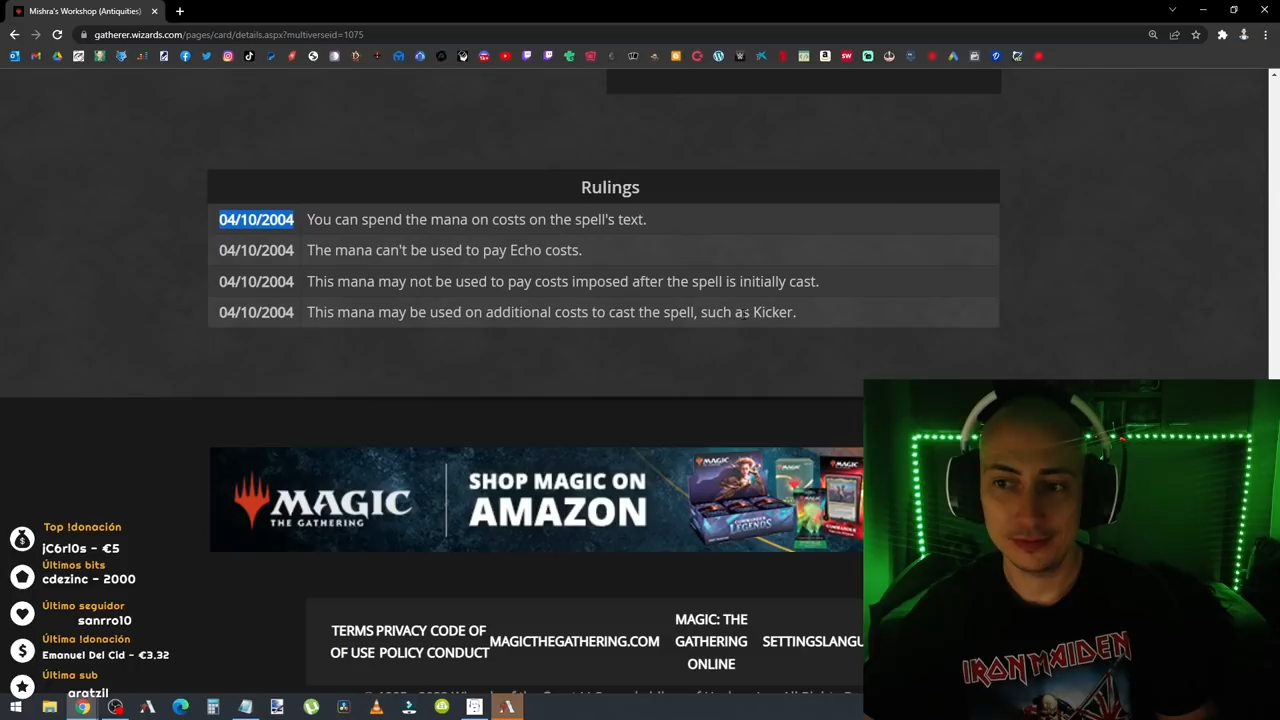 Mishra's Workshop (Antiquities)
gatherer.wizards.com/pages/card/details.aspx?multiverseid=1075
Rulings
04/10/2004 You can spend the mana on costs on the spell's text.
04/10/2004 The mana can't be used to pay Echo costs.
04/10/2004 This mana may not be used to pay costs imposed after the spell is initially cast.
04/10/2004 This mana may be used on additional costs to cast the spell, such as Kicker.
MAGIC
THE GATHERING
SHOP MAGIC ON
AMAZON
MAGIC
COMMANDER
LEGENDS
Top !donación
jC6rl0s - €5
Últimos bits
cdezinc - 2000
Último seguidor
sanrro10
Última !donación
Emanuel Del Cid - €3.32
Última sub
aratzil
TERMS OF USE
PRIVACY POLICY
CODE OF CONDUCT
MAGICTHEGATHERING.COM
MAGIC: THE
GATHERING
ONLINE
SETTINGS
LANGU
IRON MAIDEN